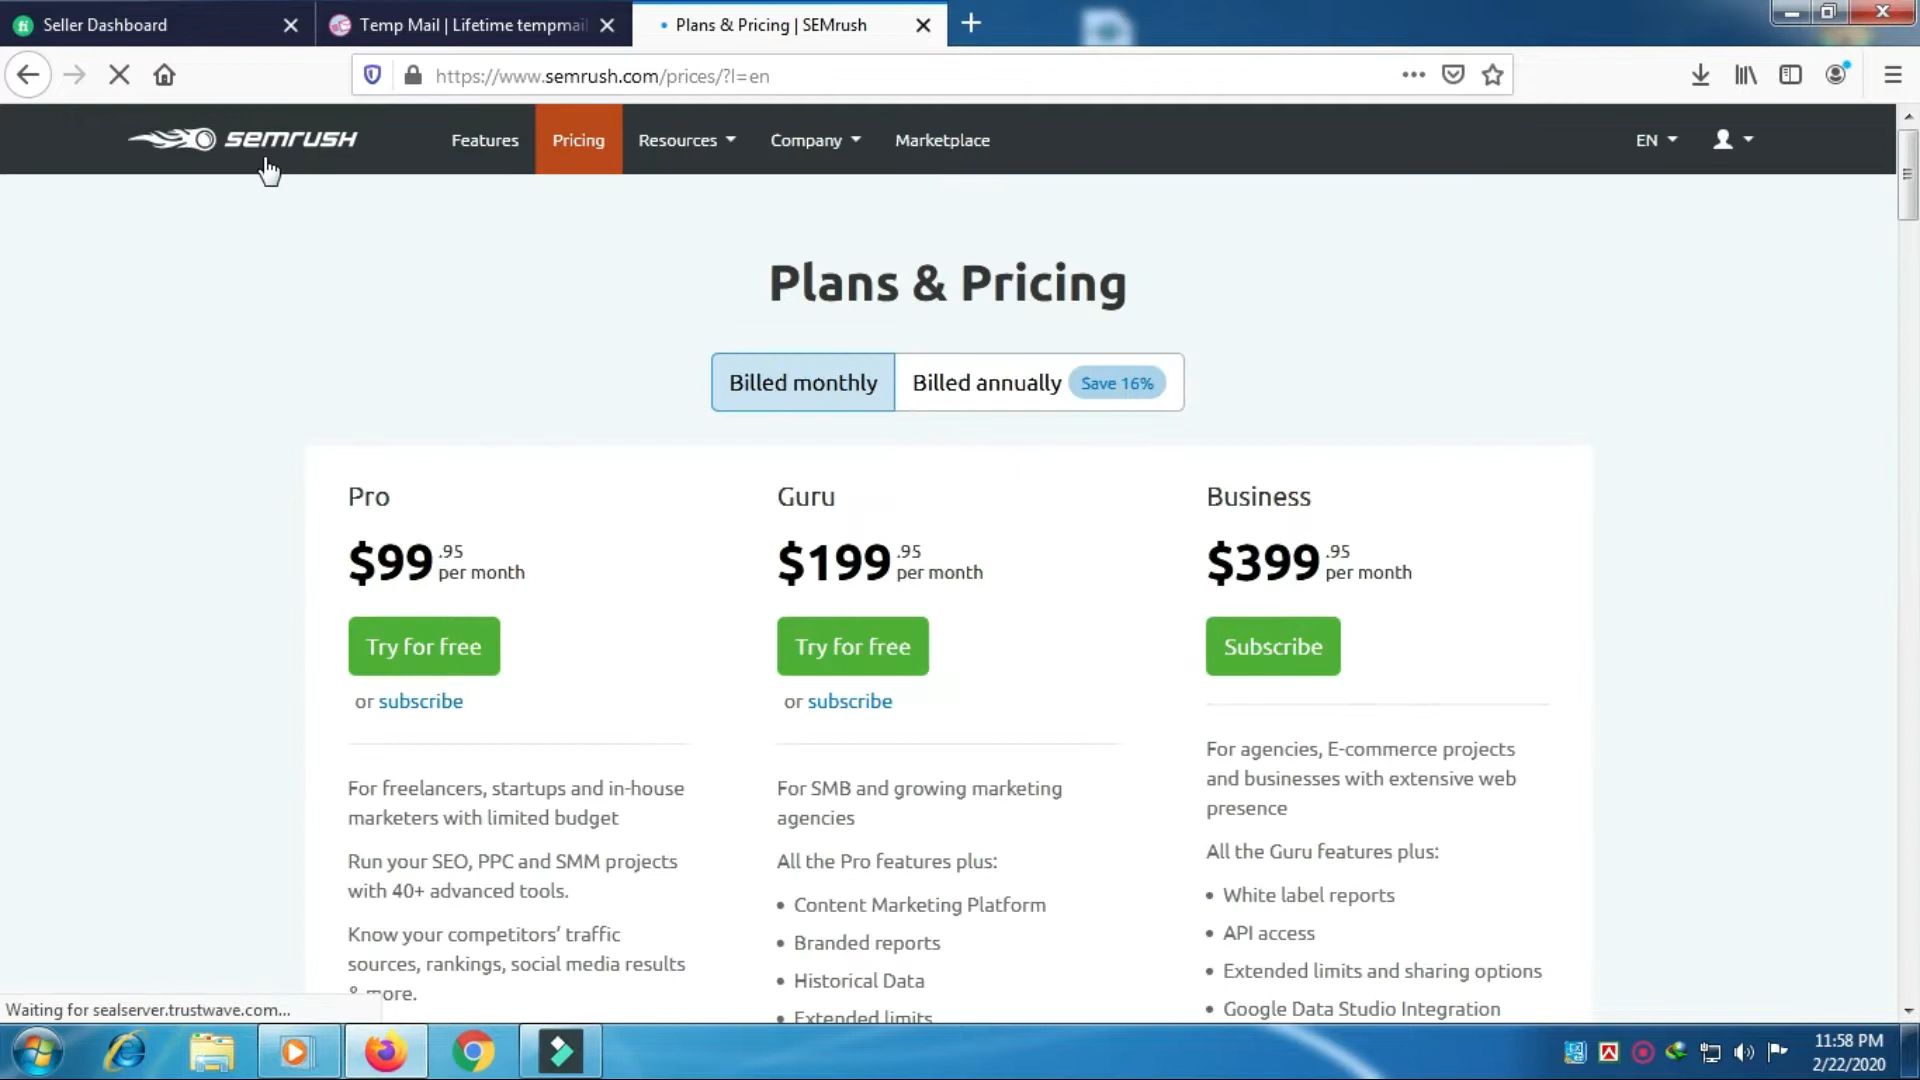 Seller Dashboard
Temp Mail | Lifetime tempmai
Plans & Pricing | SEMrush
https://www.semrush.com/prices/?l=en
semrush
Features
Pricing
Resources
Company
Marketplace
EN
Plans & Pricing
Billed monthly
Billed annually
Save 16%
Pro
$99.95
per month
Try for free
or subscribe
For freelancers, startups and in-house
marketers with limited budget
Run your SEO, PPC and SMM projects
with 40+ advanced tools.
Know your competitors’ traffic
sources, rankings, social media results
& more.
Guru
$199.95
per month
Try for free
or subscribe
For SMB and growing marketing
agencies
All the Pro features plus:
• Content Marketing Platform
• Branded reports
• Historical Data
• Extended limits
Business
$399.95
per month
Subscribe
For agencies, E-commerce projects
and businesses with extensive web
presence
All the Guru features plus:
• White label reports
• API access
• Extended limits and sharing options
• Google Data Studio Integration
Waiting for sealserver.trustwave.com...
11:58 PM
2/22/2020